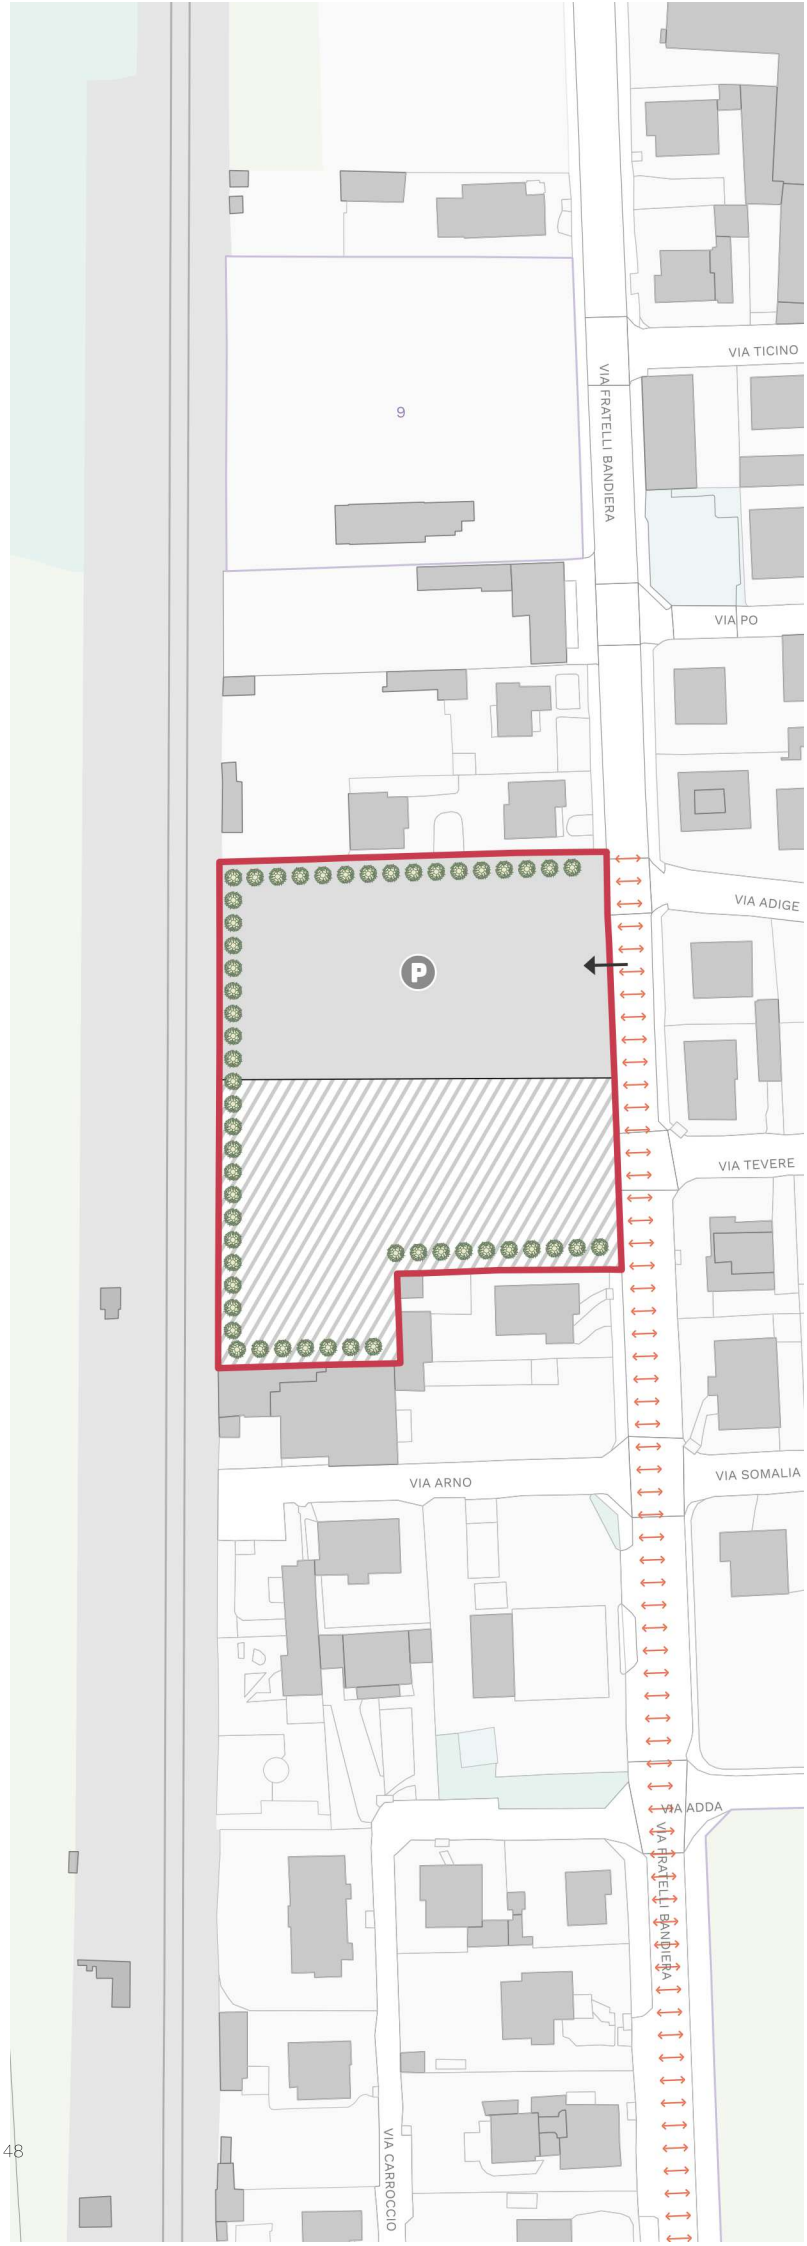 VIA TICINO
VIA FRATELLI BANDIERA
9
VIA PO
VIA ADIGE
P
VIA TEVERE
VIA SOMALIA
VIA ARNO
VIA ADDA
VIA FRATELLI BANDIERA
48
VIA CARROCCIO